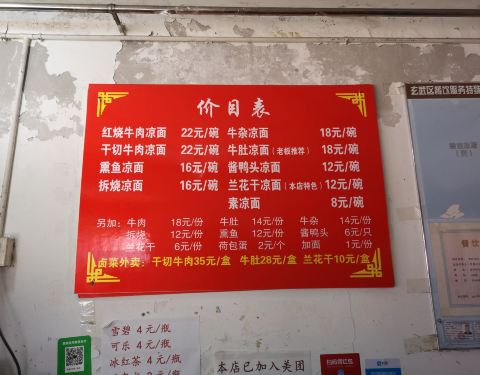 价目表
红烧牛肉凉面 22元/碗 牛杂凉面 18元/碗
干切牛肉凉面 22元/碗 牛肚凉面（老板推荐） 18元/碗
熏鱼凉面 16元/碗 酱鸭头凉面 12元/碗
拆烧凉面 16元/碗 兰花干凉面（本店特色）12元/碗
素凉面 8元/碗
另加：牛肉 18元/份 牛肚 14元/份 牛杂 14元/份
拆烧 12元/份 熏鱼 12元/份 酱鸭头 6元/只
兰花干 6元/份 荷包蛋 2元/个 加面 1元/份
卤菜外卖：干切牛肉35元/盒 牛肚28元/盒 兰花干10元/盒
玄武区餐饮服务
雪碧 4元/瓶
可乐 4元/瓶
冰红茶 4元/瓶
本店已加入美团